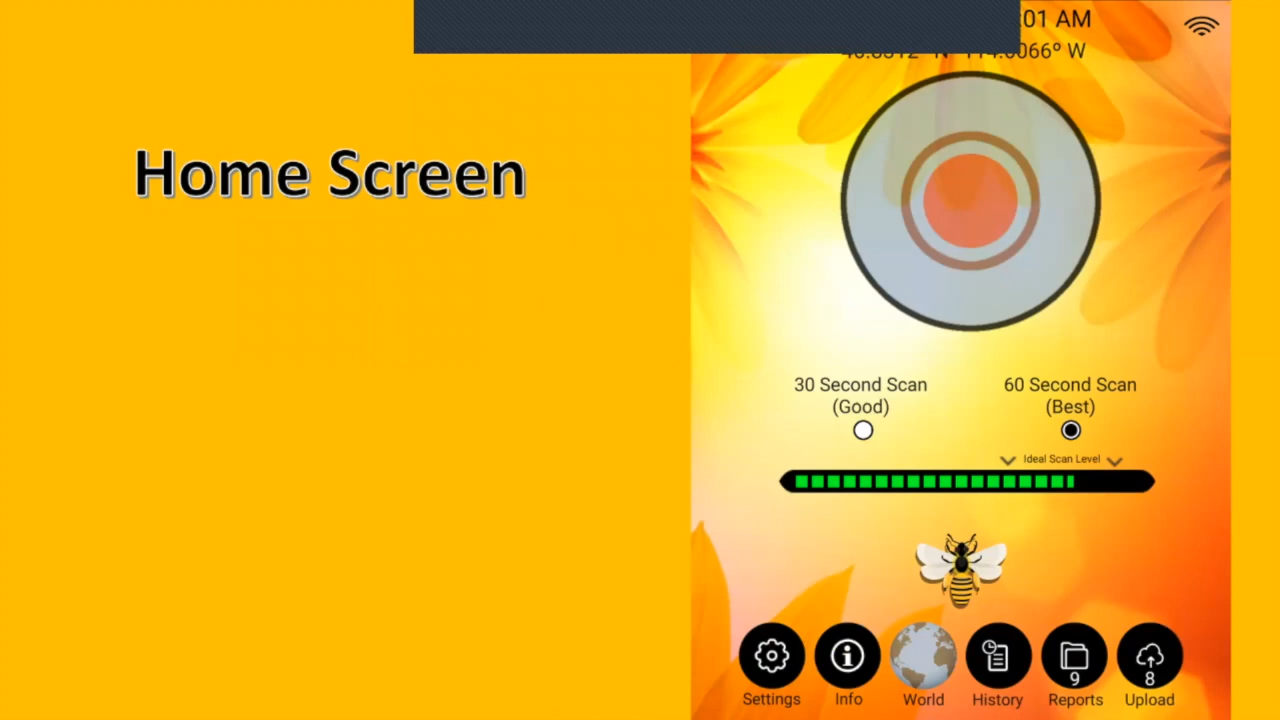 Home Screen
:01 AM
N
.0066º W
30 Second Scan
(Good)
60 Second Scan
(Best)
Ideal Scan Level
9
8
Settings
Info
World
History
Reports
Upload